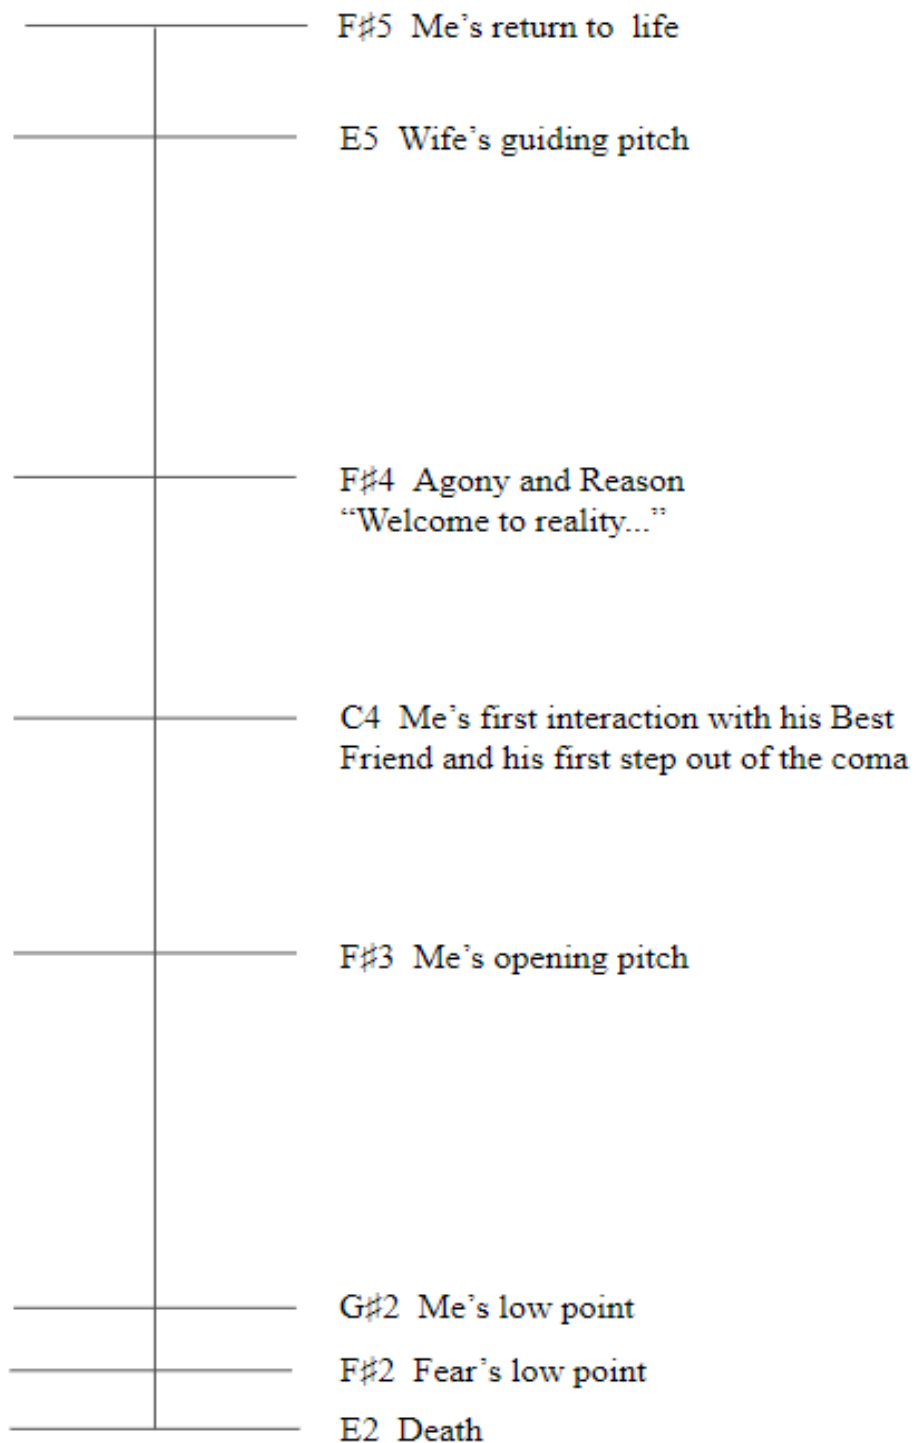 F♯5 Me’s return to life
E5 Wife’s guiding pitch
F♯4 Agony and Reason
“Welcome to reality...”
C4 Me’s first interaction with his Best
Friend and his first step out of the coma
F♯3 Me’s opening pitch
G♯2 Me’s low point
F♯2 Fear’s low point
E2 Death